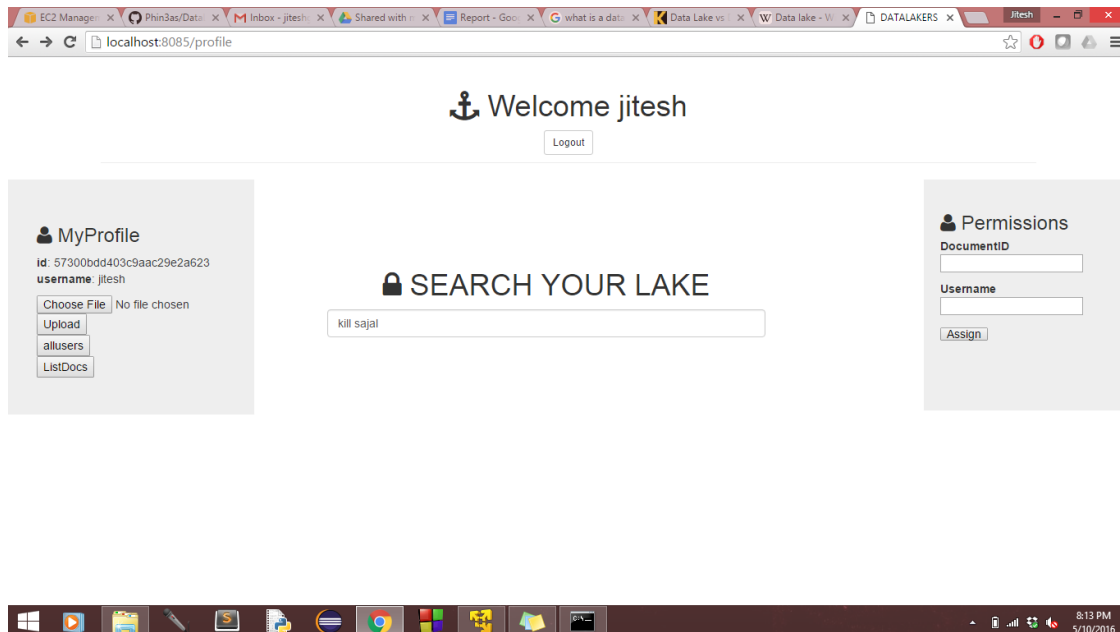 EC2 Manager
Phin3as/Datal
Inbox - jitesh
Shared with m
Report - Goo
what is a data
Data Lake vs
Data lake - W
DATALAKERS
Jitesh
localhost:8085/profile
Welcome jitesh
Logout
MyProfile
id: 57300bdd403c9aac29e2a623
username: jitesh
Choose File No file chosen
Upload
allusers
ListDocs
SEARCH YOUR LAKE
kill sajal
Permissions
DocumentID
Username
Assign
8:13 PM
5/10/2016